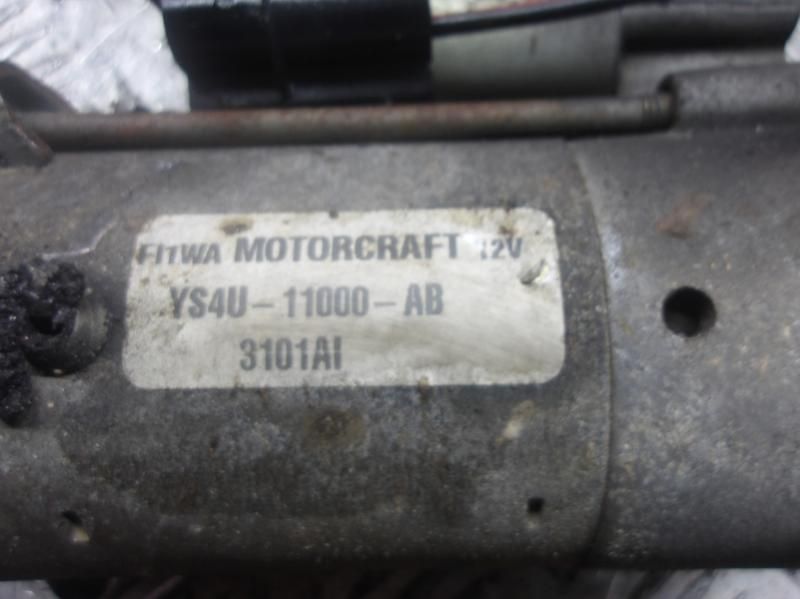 FITWA MOTORCRAFT 12V
YS4U-11000-AB
3101AI